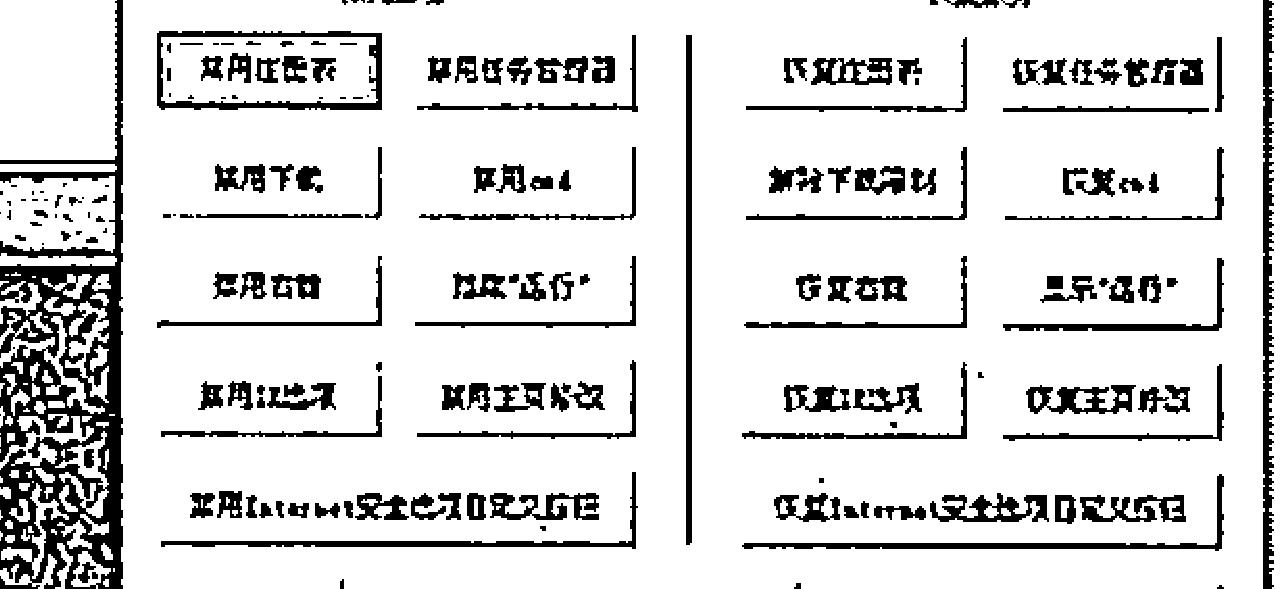 禁用注册表 禁用任务管理器 恢复注册表 恢复任务管理器
禁用下载 禁用cmd 解除下载限制 恢复cmd
禁用右键 隐藏"运行" 恢复右键 显示"运行"
禁用IE选项 禁用主页修改 恢复IE选项 恢复主页修改
禁用Internet安全选项自定义按钮 恢复Internet安全选项自定义按钮